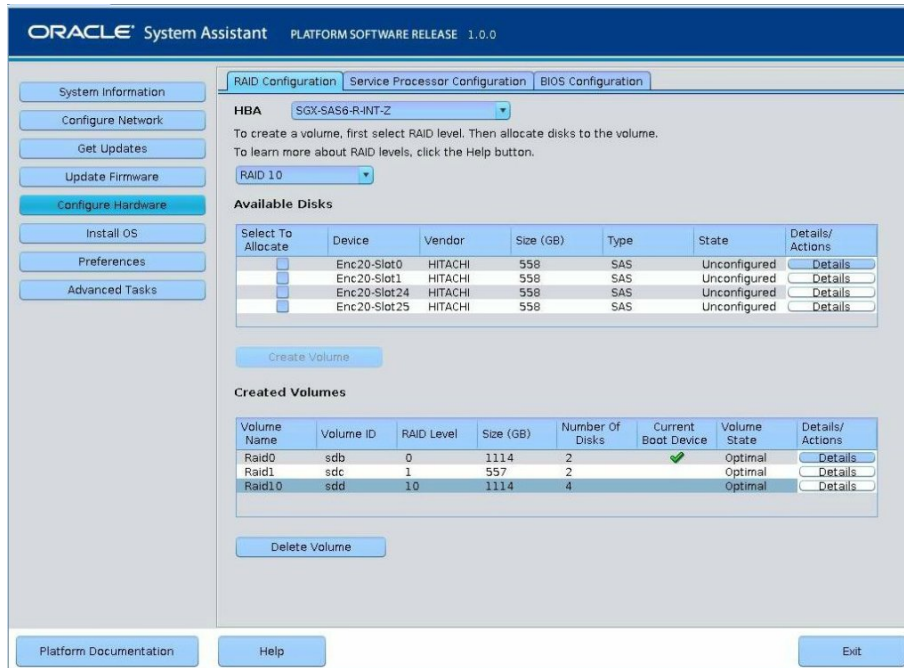 ORACLE System Assistant PLATFORM SOFTWARE RELEASE 1.0.0
System Information
Configure Network
Get Updates
Update Firmware
Configure Hardware
Install OS
Preferences
Advanced Tasks
RAID Configuration Service Processor Configuration BIOS Configuration
HBA SGX-SAS6-R-INT-Z
To create a volume, first select RAID level. Then allocate disks to the volume.
To learn more about RAID levels, click the Help button.
RAID 10
Available Disks
Select To Allocate Device Vendor Size (GB) Type State Details/ Actions
Enc20-Slot0 HITACHI 558 SAS Unconfigured Details
Enc20-Slot1 HITACHI 558 SAS Unconfigured Details
Enc20-Slot24 HITACHI 558 SAS Unconfigured Details
Enc20-Slot25 HITACHI 558 SAS Unconfigured Details
Create Volume
Created Volumes
Volume Name Volume ID RAID Level Size (GB) Number Of Disks Current Boot Device Volume State Details/ Actions
Raid0 sdb 0 1114 2 Optimal Details
Raid1 sdc 1 557 2 Optimal Details
Raid10 sdd 10 1114 4 Optimal Details
Delete Volume
Platform Documentation Help Exit